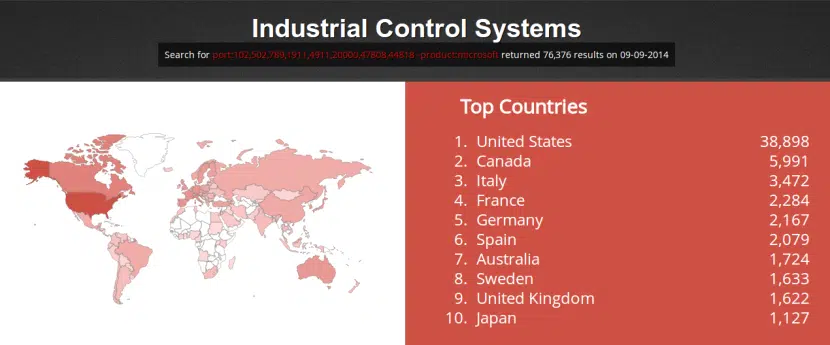 Industrial Control Systems
Search for port:102,502,789,1911,4911,20000,47808,44818 -product:microsoft returned 76,376 results on 09-09-2014
Top Countries
1. United States 38,898
2. Canada 5,991
3. Italy 3,472
4. France 2,284
5. Germany 2,167
6. Spain 2,079
7. Australia 1,724
8. Sweden 1,633
9. United Kingdom 1,622
10. Japan 1,127